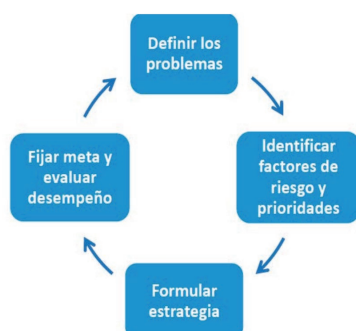 Definir los
problemas
Identificar
factores de
riesgo y
prioridades
Formular
estrategia
Fijar meta y
evaluar
desempeño